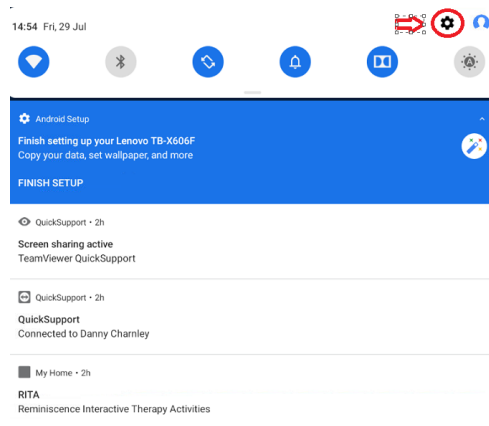 14:54 Fri, 29 Jul
Android Setup
Finish setting up your Lenovo TB-X606F
Copy your data, set wallpaper, and more
FINISH SETUP
QuickSupport • 2h
Screen sharing active
TeamViewer QuickSupport
QuickSupport • 2h
QuickSupport
Connected to Danny Charnley
My Home • 2h
RITA
Reminiscence Interactive Therapy Activities